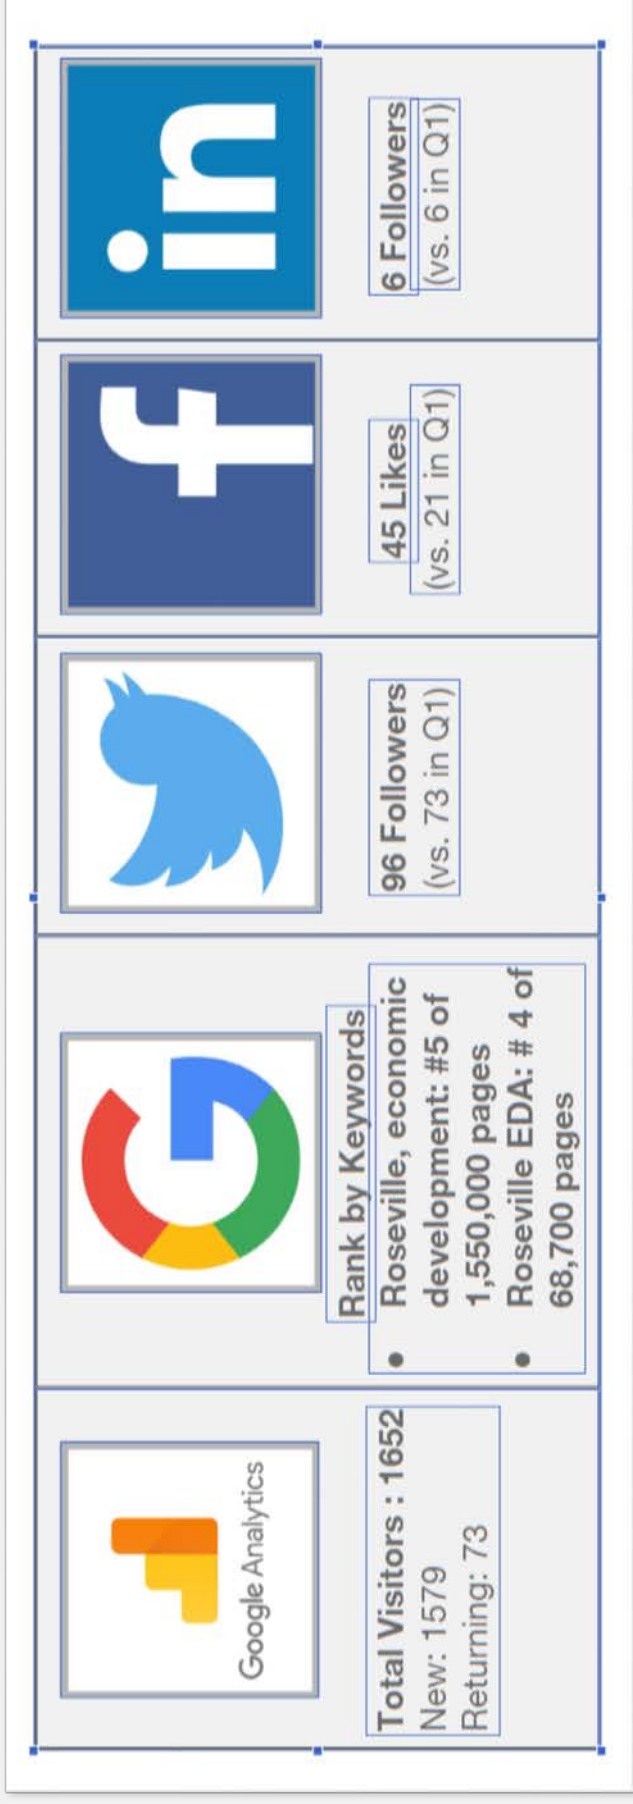 Google Analytics
Total Visitors : 1652
New: 1579
Returning: 73
Rank by Keywords
• Roseville, economic
development: #5 of
1,550,000 pages
• Roseville EDA: # 4 of
68,700 pages
96 Followers
(vs. 73 in Q1)
f
45 Likes
(vs. 21 in Q1)
in
6 Followers
(vs. 6 in Q1)